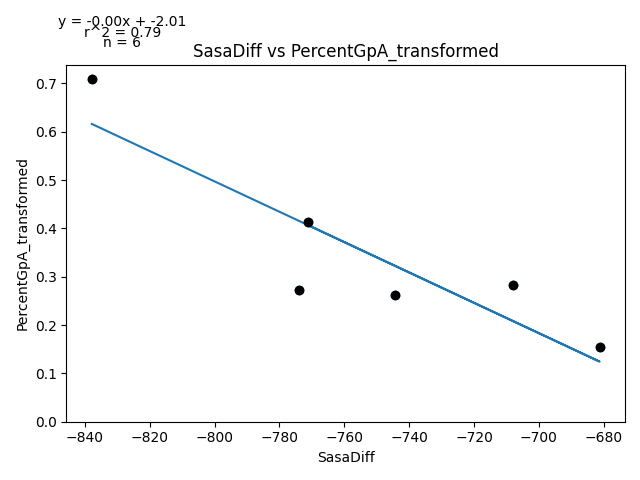 y = -0.00x + -2.01
r^2 = 0.79
n = 6
SasaDiff vs PercentGpA_transformed
PercentGpA_transformed
0.7
0.6
0.5
0.4
0.3
0.2
0.1
0.0
−840 −820 −800 −780 −760 −740 −720 −700 −680
SasaDiff